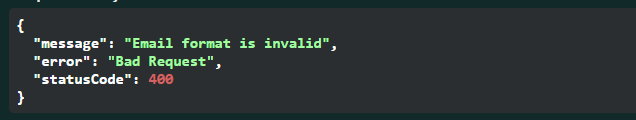 {
  "message": "Email format is invalid",
  "error": "Bad Request",
  "statusCode": 400
}